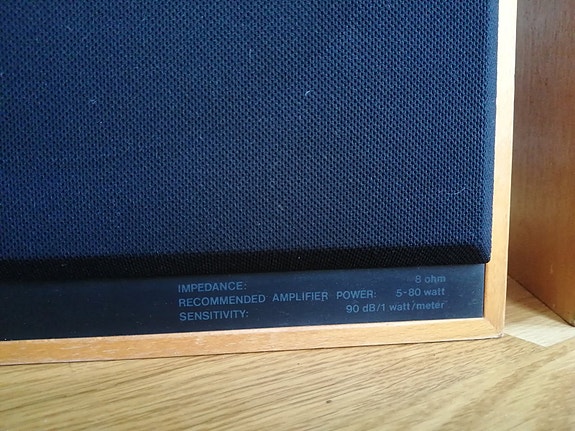 IMPEDANCE: 8 ohm
RECOMMENDED AMPLIFIER POWER: 5-80 watt
SENSITIVITY: 90 dB/1 watt/meter